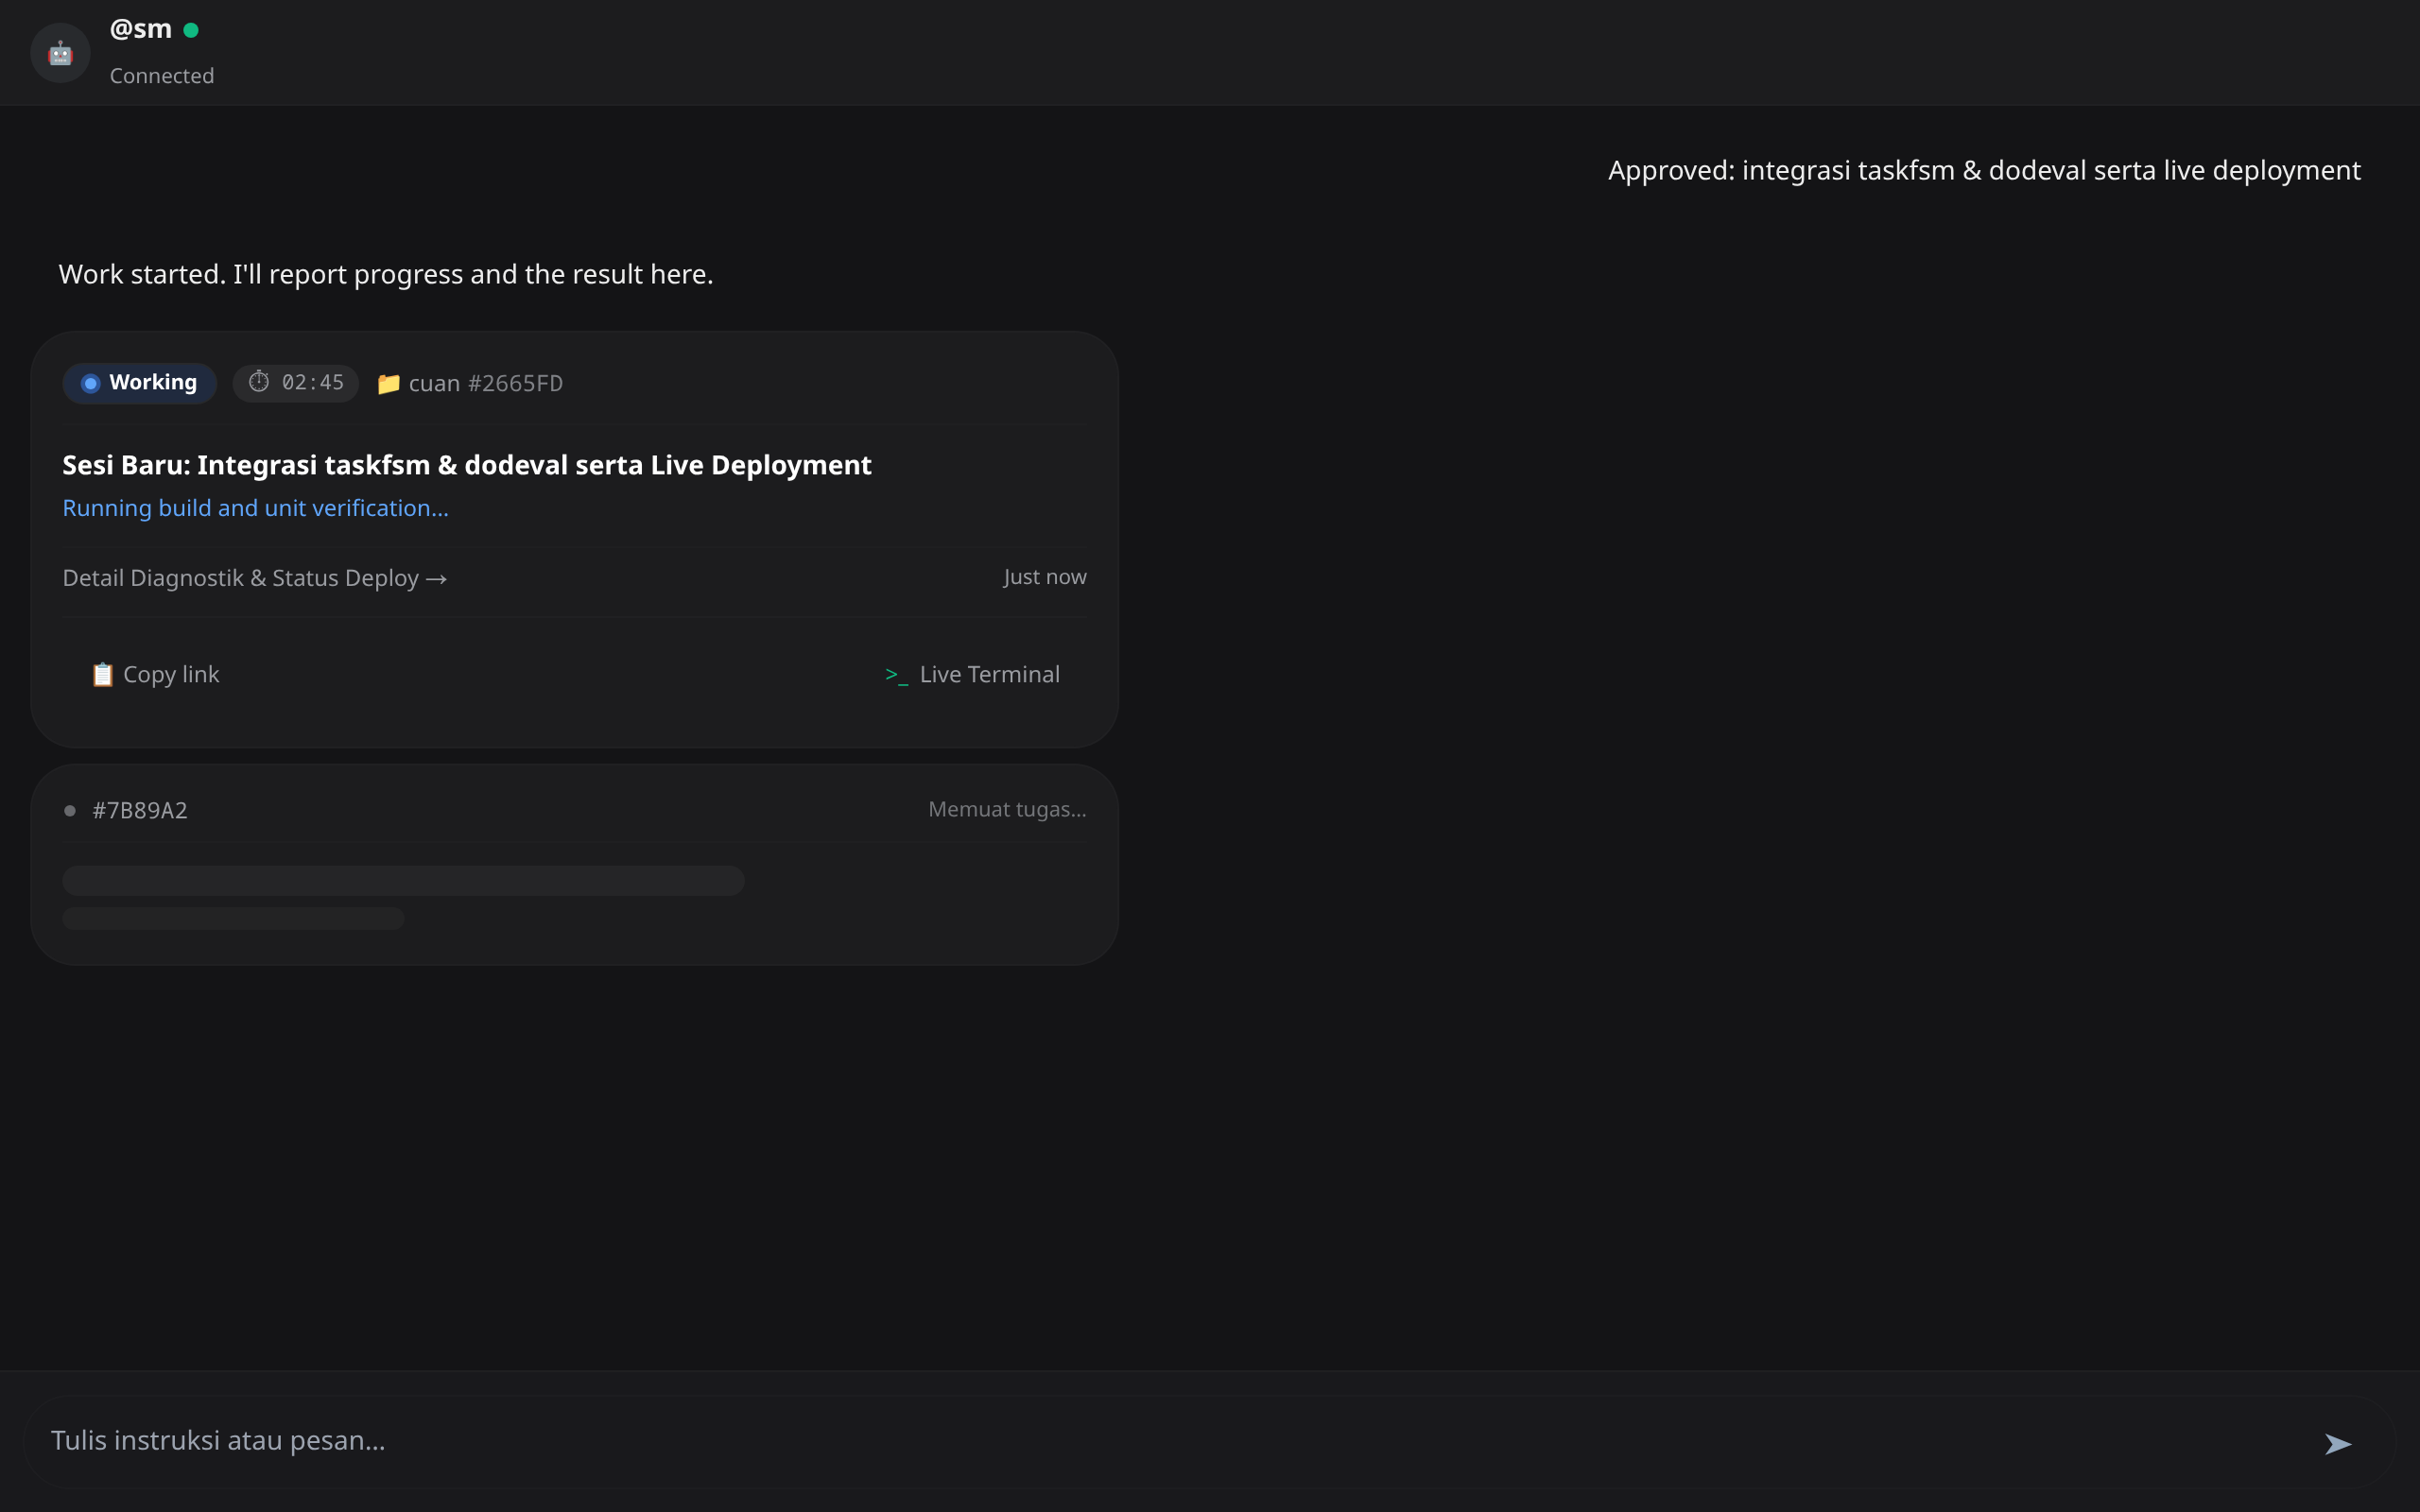 @sm
Connected
Approved: integrasi taskfsm & dodeval serta live deployment
Work started. I'll report progress and the result here.
Working 02:45 cuan #2665FD
Sesi Baru: Integrasi taskfsm & dodeval serta Live Deployment
Running build and unit verification...
Detail Diagnostik & Status Deploy → Just now
Copy link >_ Live Terminal
#7B89A2 Memuat tugas...
Tulis instruksi atau pesan...